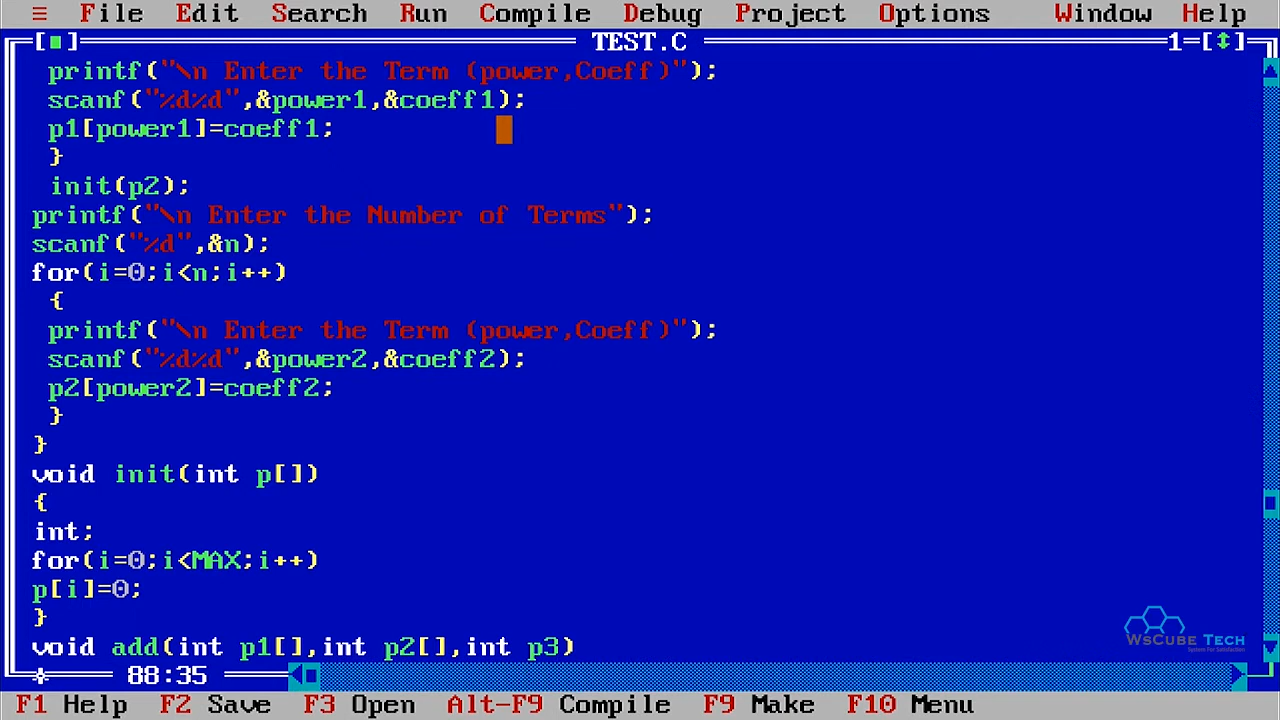 ≡ File Edit Search Run Compile Debug Project Options Window Help
[■] TEST.C 1=[↕]
printf("\n Enter the Term (power,Coeff)");
scanf("%d%d",&power1,&coeff1);
p1[power1]=coeff1;
}
init(p2);
printf("\n Enter the Number of Terms");
scanf("%d",&n);
for(i=0;i<n;i++)
{
printf("\n Enter the Term (power,Coeff)");
scanf("%d%d",&power2,&coeff2);
p2[power2]=coeff2;
}
}
void init(int p[])
{
int;
for(i=0;i<MAX;i++)
p[i]=0;
}
void add(int p1[],int p2[],int p3)
88:35
F1 Help F2 Save F3 Open Alt-F9 Compile F9 Make F10 Menu
WsCube Tech
System For Satisfaction